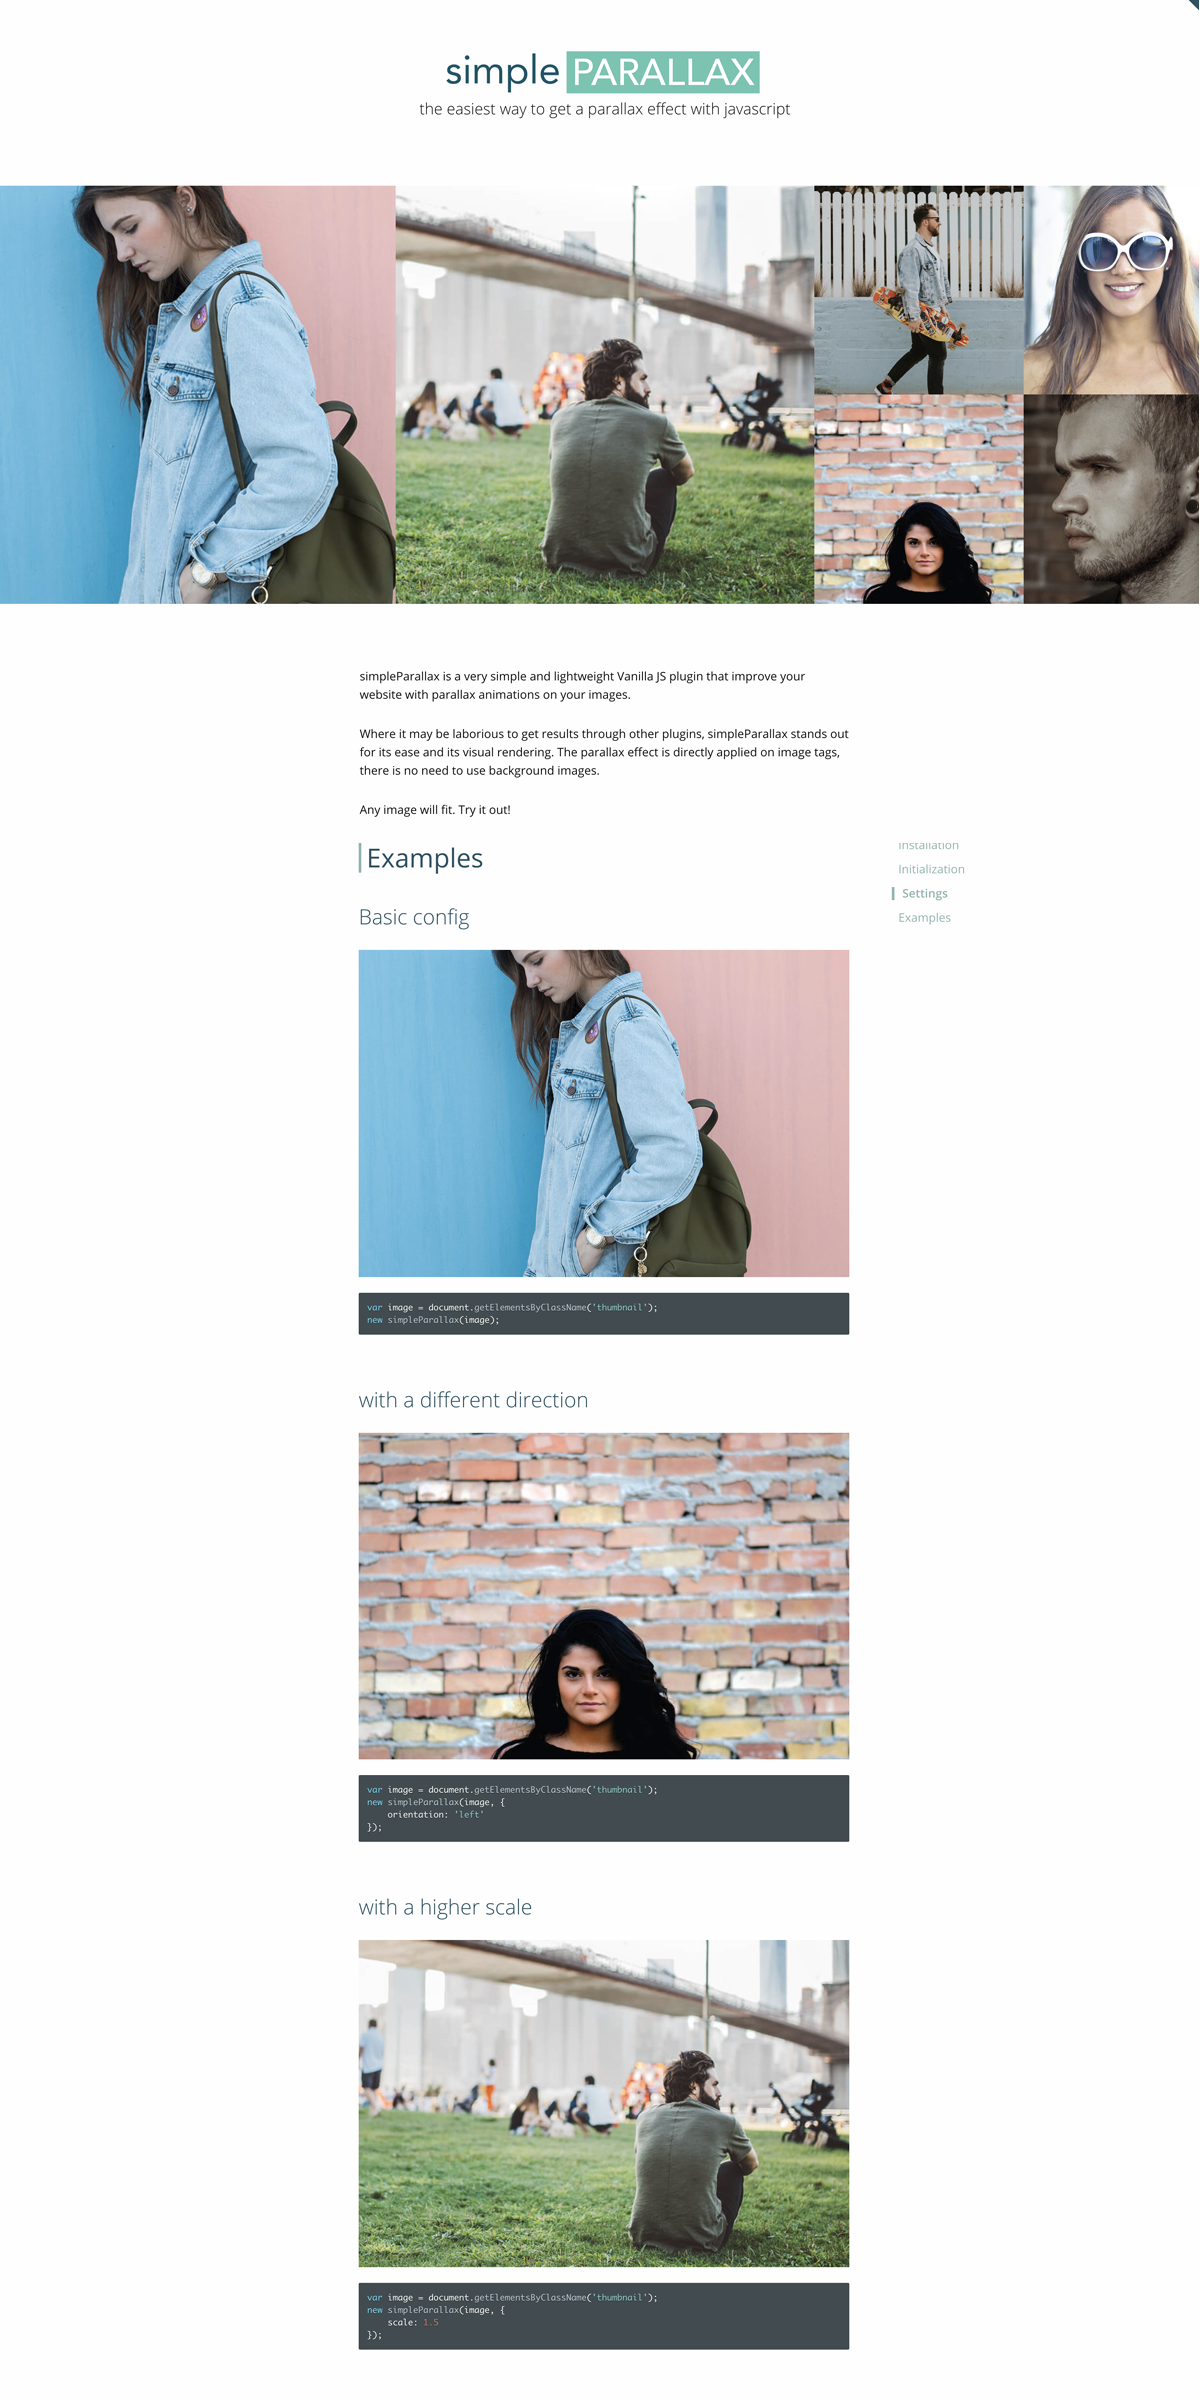 simple PARALLAX
the easiest way to get a parallax effect with javascript
simpleParallax is a very simple and lightweight Vanilla JS plugin that improve your
website with parallax animations on your images.
Where it may be laborious to get results through other plugins, simpleParallax stands out
for its ease and its visual rendering. The parallax effect is directly applied on image tags,
there is no need to use background images.
Any image will fit. Try it out!
Examples
Installation
Initialization
Settings
Examples
Basic config
var image = document.getElementsByClassName('thumbnail');
new simpleParallax(image);
with a different direction
var image = document.getElementsByClassName('thumbnail');
new simpleParallax(image, {
    orientation: 'left'
});
with a higher scale
var image = document.getElementsByClassName('thumbnail');
new simpleParallax(image, {
    scale: 1.5
});